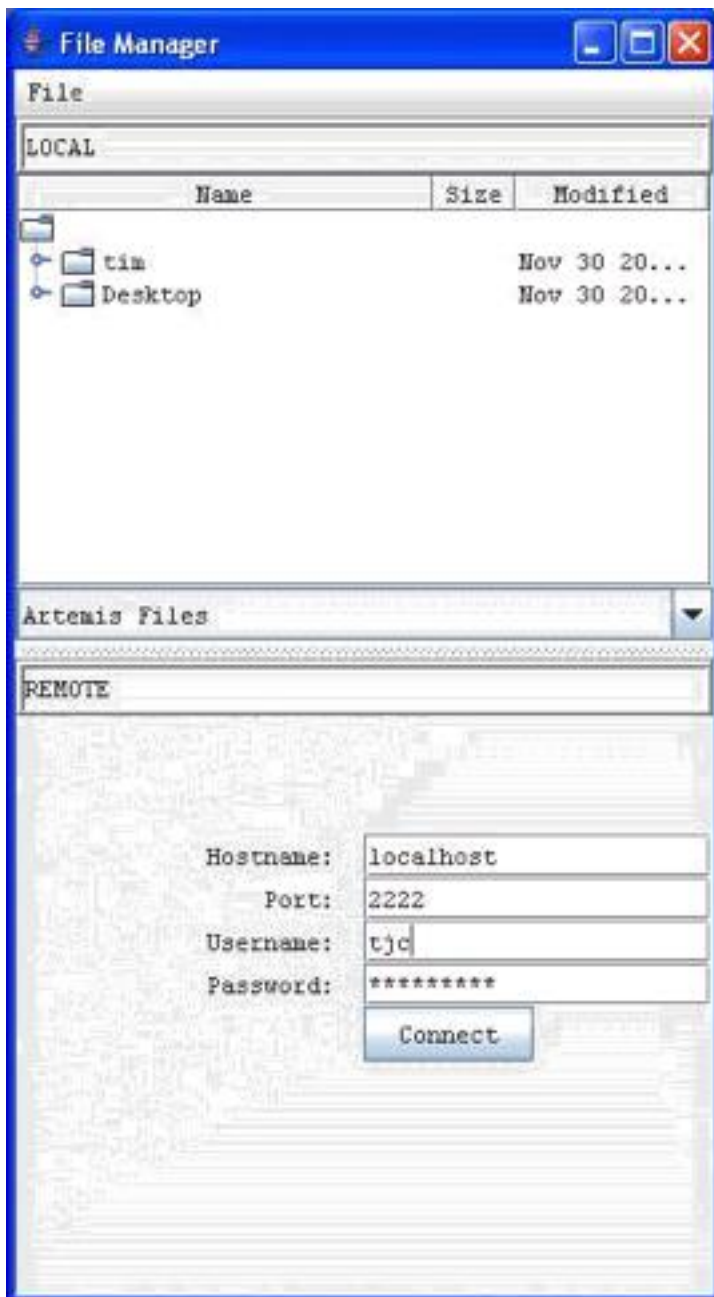 File Manager
File
LOCAL
Name Size Modified
tim Nov 30 20...
Desktop Nov 30 20...
Artemis Files
REMOTE
Hostname: localhost
Port: 2222
Username: tjc
Password: *********
Connect